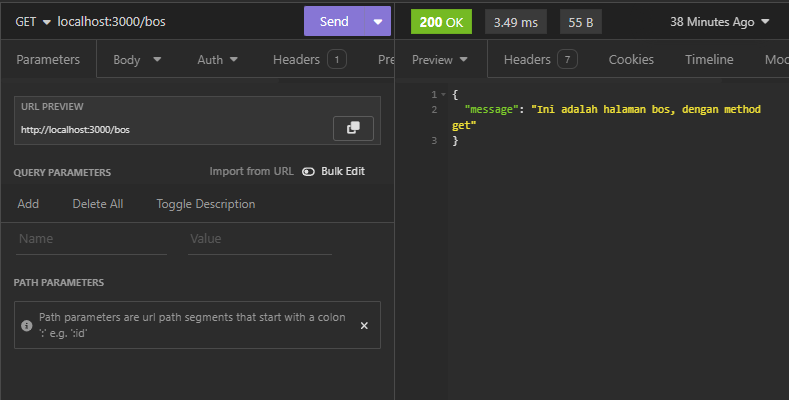 GET localhost:3000/bos Send
200 OK 3.49 ms 55 B 38 Minutes Ago
Parameters Body Auth Headers 1 Pre
Preview Headers 7 Cookies Timeline Moc
URL PREVIEW
http://localhost:3000/bos
QUERY PARAMETERS Import from URL Bulk Edit
Add Delete All Toggle Description
Name Value
PATH PARAMETERS
Path parameters are url path segments that start with a colon
':' e.g. ':id'
1 {
2 "message": "Ini adalah halaman bos, dengan method
get"
3 }